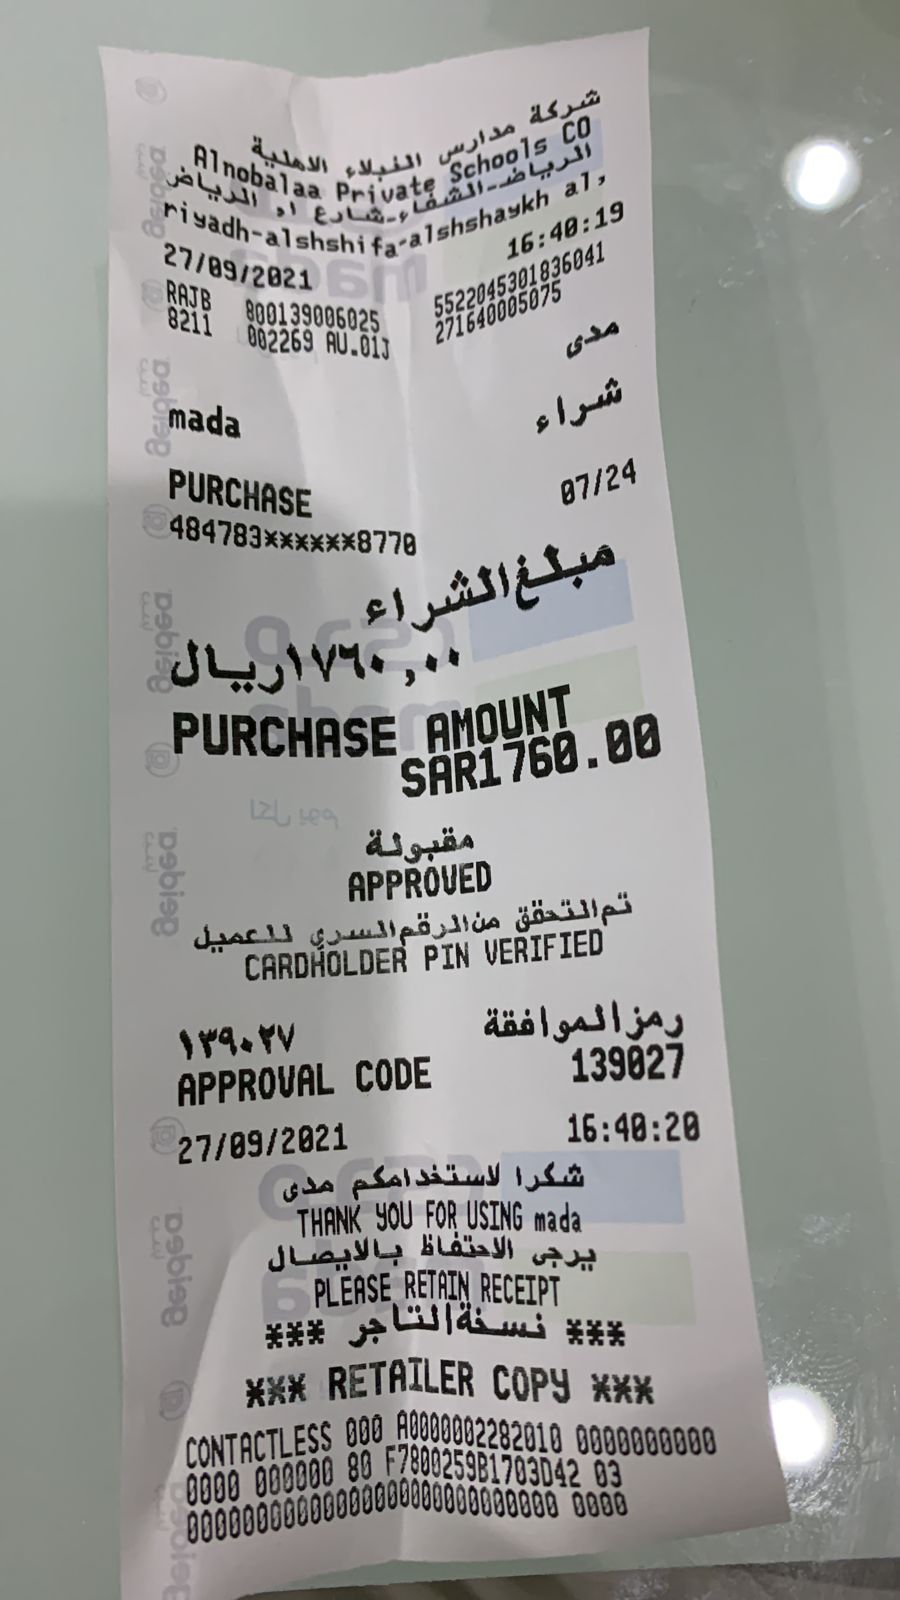 شركة مدارس النبلاء الاهلية
Alnobalaa Private Schools CO
الرياض-الشفاء-شارع ا، الرياض
riyadh-alshshifa-alshshaykh al,
27/09/2021 16:40:19
RAJB 800139006025 5522045301836041
8211 002269 AU.01J 271640005075
مدى
mada
شراء
PURCHASE
07/24
484783******8770
مبلغ الشراء
١٧٦٠,٠٠ ريال
PURCHASE AMOUNT
SAR1760.00
مقبولة
APPROVED
تم التحقق من الرقم السري للعميل
CARDHOLDER PIN VERIFIED
رمز الموافقة ١٣٩٠٢٧
APPROVAL CODE 139027
27/09/2021 16:40:20
شكرا لاستخدامكم مدى
THANK YOU FOR USING mada
يرجى الاحتفاظ بالايصال
PLEASE RETAIN RECEIPT
*** نسخة التاجر ***
*** RETAILER COPY ***
CONTACTLESS 000 A0000002282010 0000000000
0000 000000 80 F7800259B1703D42 03
0000000000000000000000000000 0000
geidea